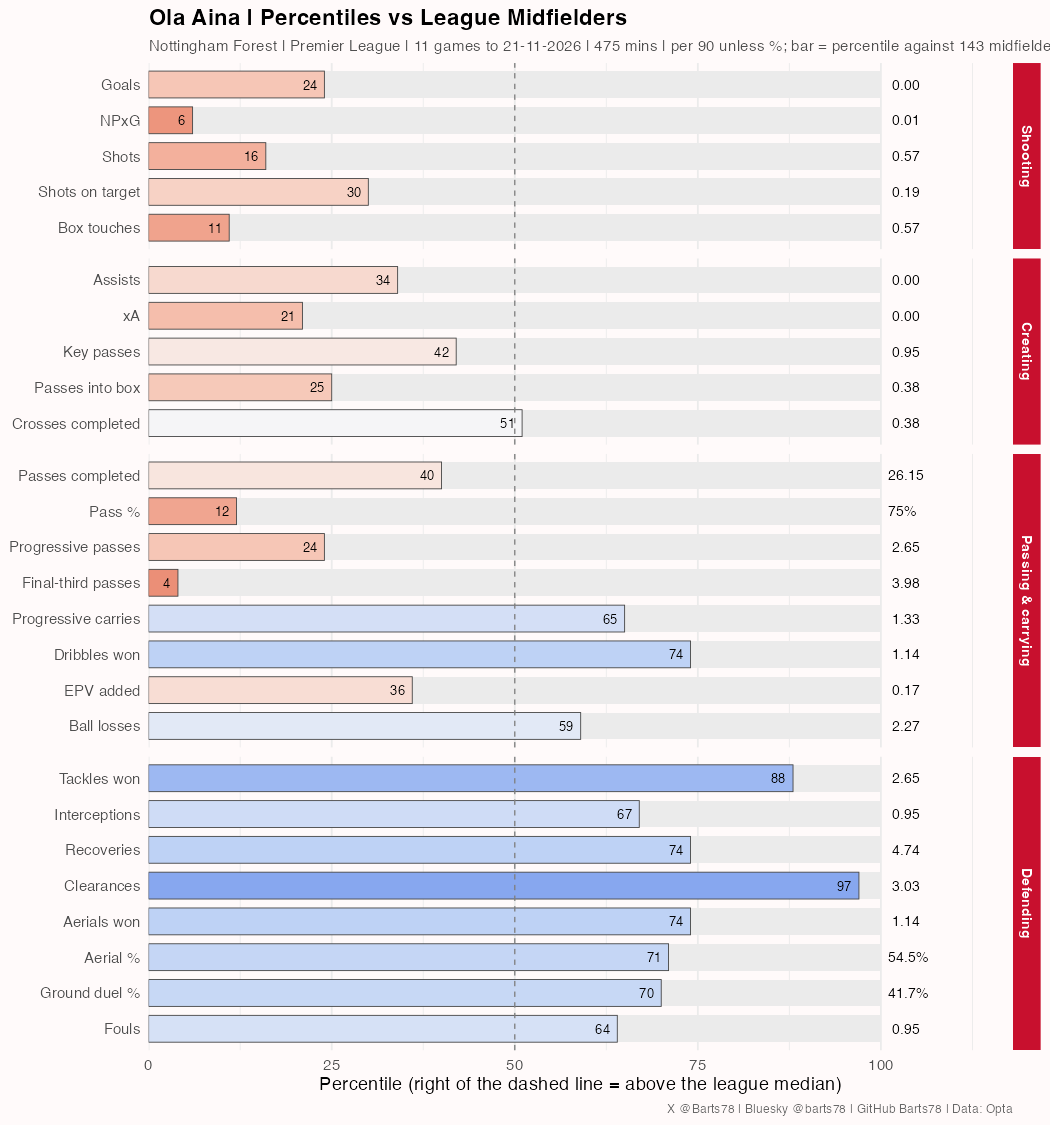 Ola Aina | Percentiles vs League Midfielders
Nottingham Forest | Premier League | 11 games to 21-11-2026 | 475 mins | per 90 unless %; bar = percentile against 143 midfielde
Goals 24 0.00
NPxG 6 0.01
Shots 16 0.57
Shots on target 30 0.19
Box touches 11 0.57
Shooting
Assists 34 0.00
xA 21 0.00
Key passes 42 0.95
Passes into box 25 0.38
Crosses completed 51 0.38
Creating
Passes completed 40 26.15
Pass % 12 75%
Progressive passes 24 2.65
Final-third passes 4 3.98
Progressive carries 65 1.33
Dribbles won 74 1.14
EPV added 36 0.17
Ball losses 59 2.27
Passing & carrying
Tackles won 88 2.65
Interceptions 67 0.95
Recoveries 74 4.74
Clearances 97 3.03
Aerials won 74 1.14
Aerial % 71 54.5%
Ground duel % 70 41.7%
Fouls 64 0.95
Defending
0 25 50 75 100
Percentile (right of the dashed line = above the league median)
X @Barts78 | Bluesky @barts78 | GitHub Barts78 | Data: Opta